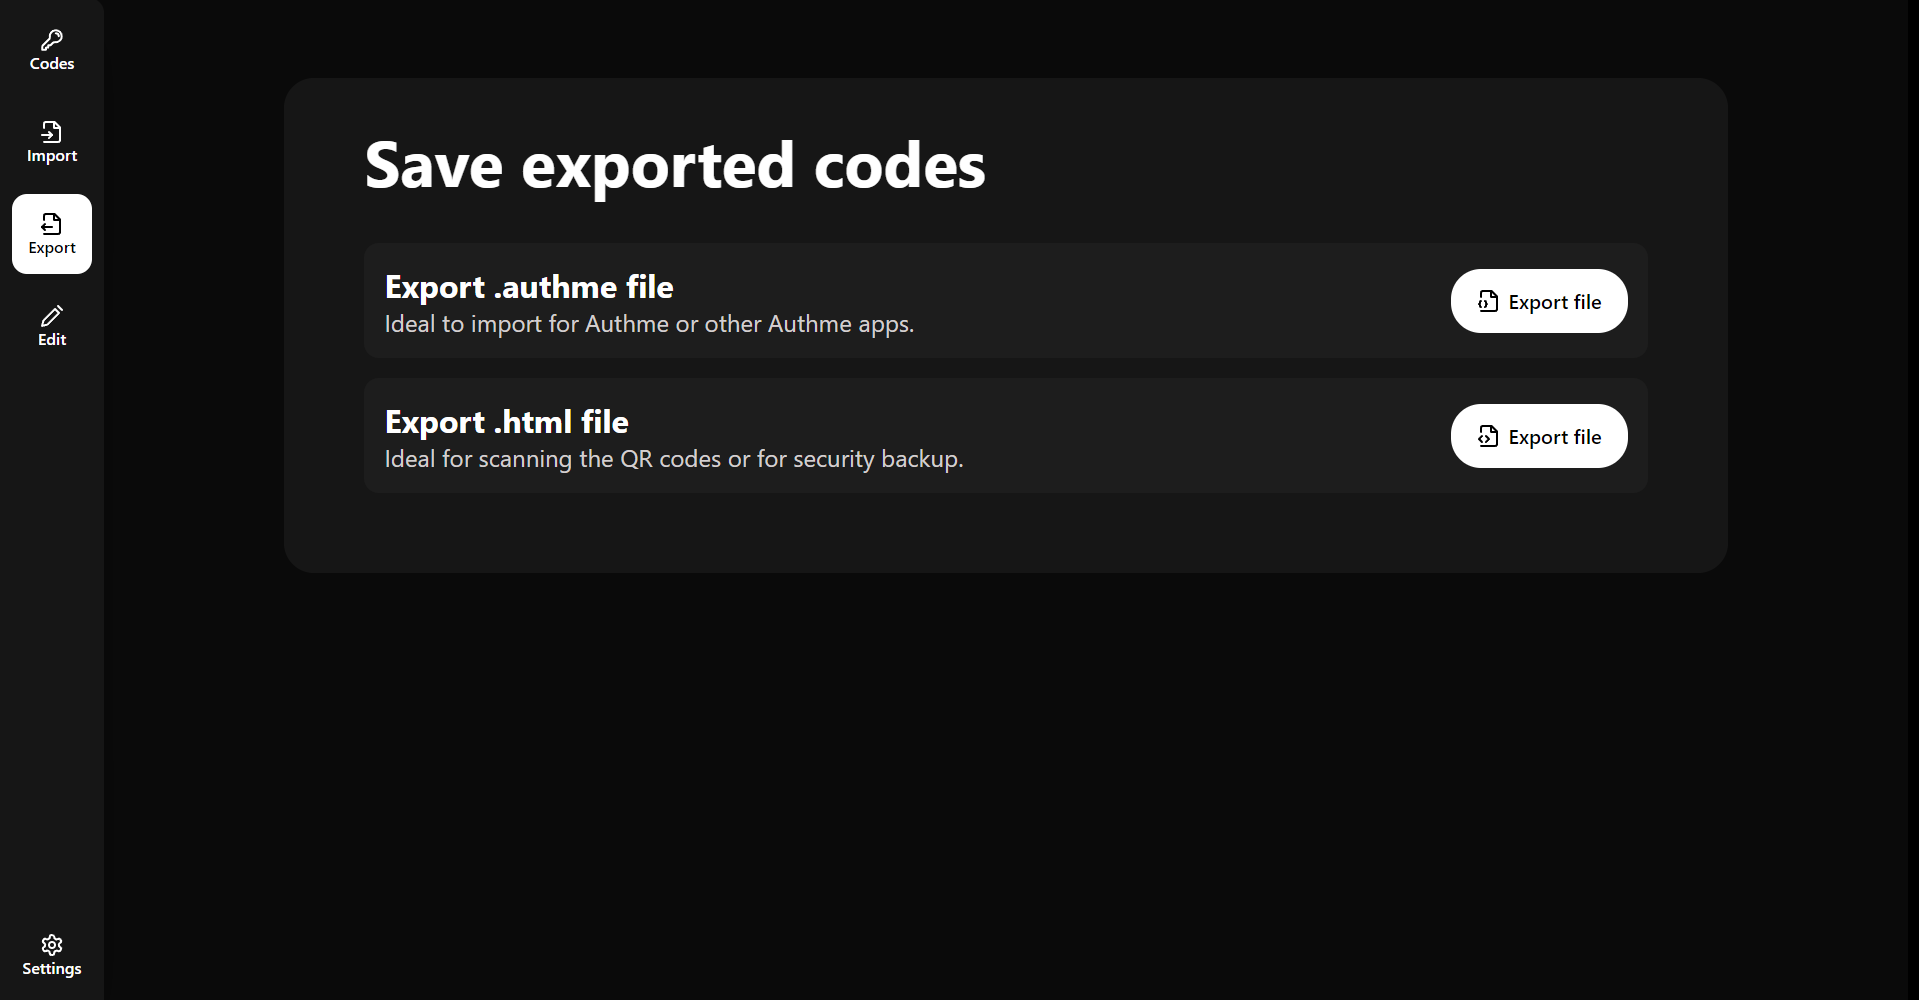 Codes
Import
Export
Edit
Settings
Save exported codes
Export .authme file
Ideal to import for Authme or other Authme apps.
Export file
Export .html file
Ideal for scanning the QR codes or for security backup.
Export file